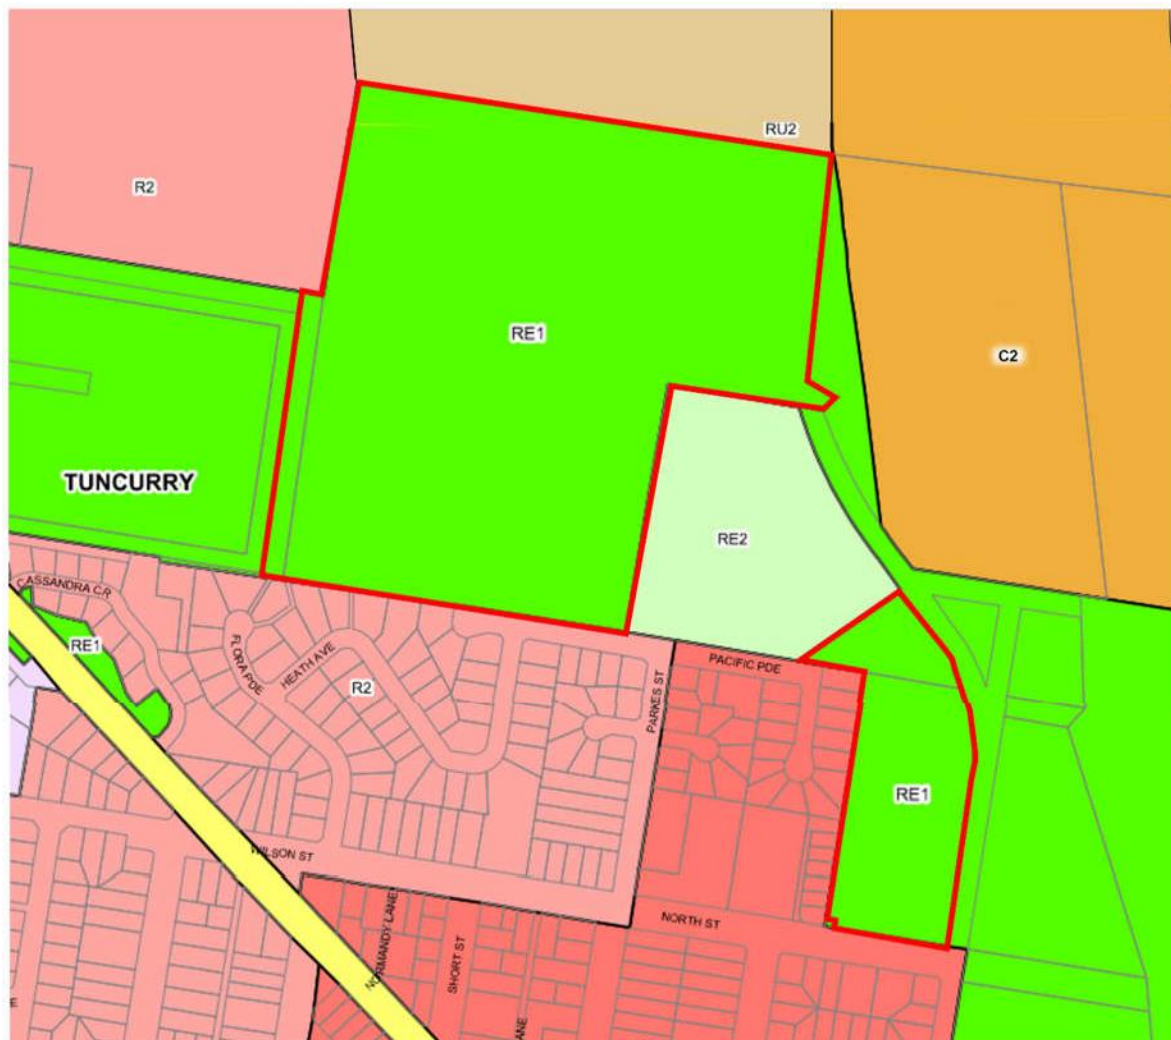 RU2
R2
RE1
C2
TUNCURRY
RE2
CASSANDRA CR
RE1
FLORA PDE
HEATH AVE
R2
PACIFIC PDE
PARKES ST
RE1
WILSON ST
NORTH ST
NORMANDY LANE
SHORT ST